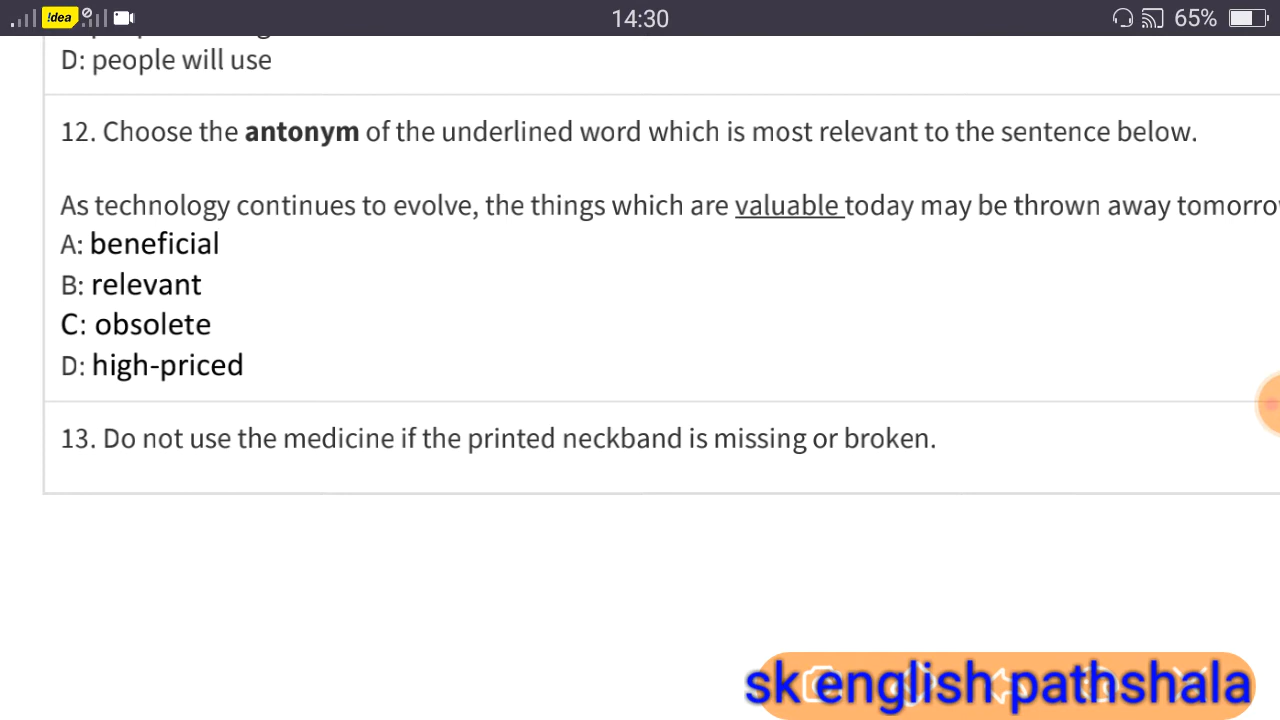 !dea
14:30
65%
D: people will use
12. Choose the antonym of the underlined word which is most relevant to the sentence below.
As technology continues to evolve, the things which are valuable today may be thrown away tomorro
A: beneficial
B: relevant
C: obsolete
D: high-priced
13. Do not use the medicine if the printed neckband is missing or broken.
sk english pathshala